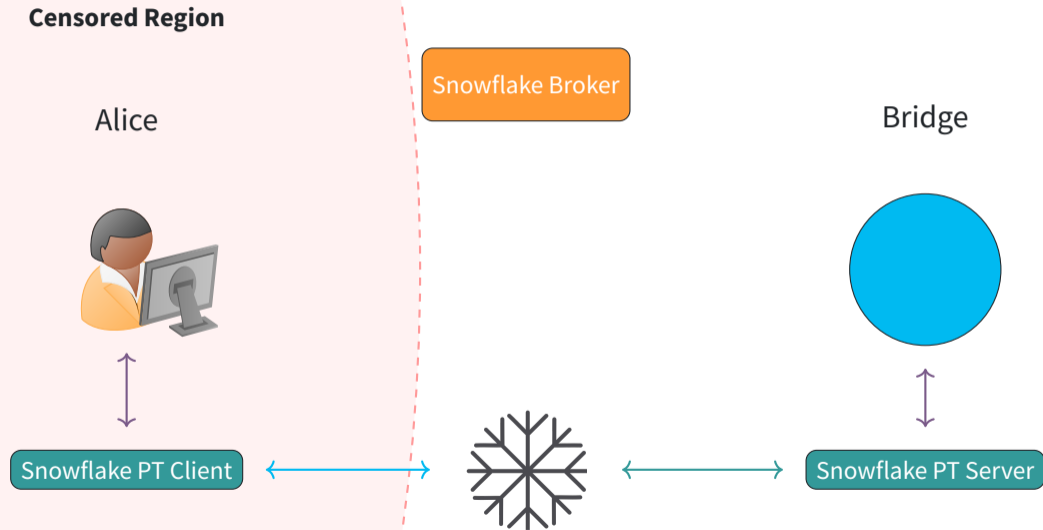 Censored Region
Snowflake Broker
Alice
Bridge
Snowflake PT Client
Snowflake PT Server